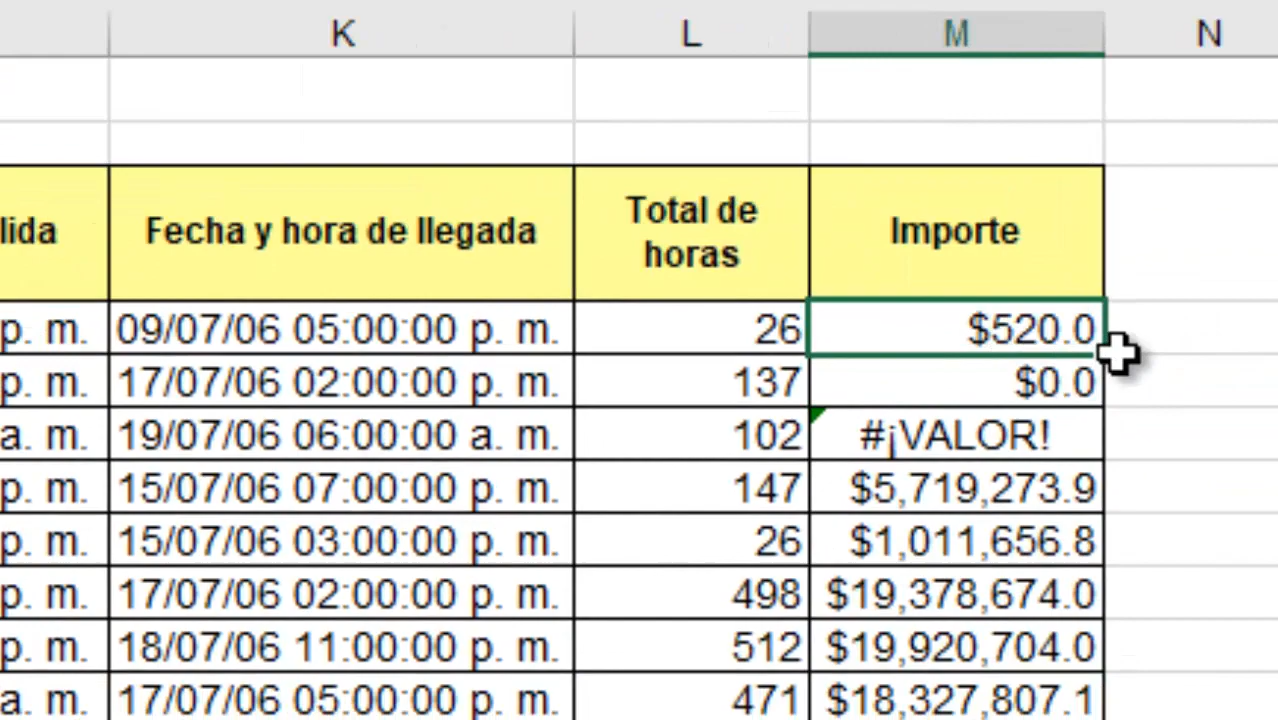 K L M N
lida Fecha y hora de llegada Total de horas Importe
p. m. 09/07/06 05:00:00 p. m. 26 $520.0
p. m. 17/07/06 02:00:00 p. m. 137 $0.0
a. m. 19/07/06 06:00:00 a. m. 102 #¡VALOR!
p. m. 15/07/06 07:00:00 p. m. 147 $5,719,273.9
p. m. 15/07/06 03:00:00 p. m. 26 $1,011,656.8
p. m. 17/07/06 02:00:00 p. m. 498 $19,378,674.0
p. m. 18/07/06 11:00:00 p. m. 512 $19,920,704.0
a. m. 17/07/06 05:00:00 p. m. 471 $18,327,807.1